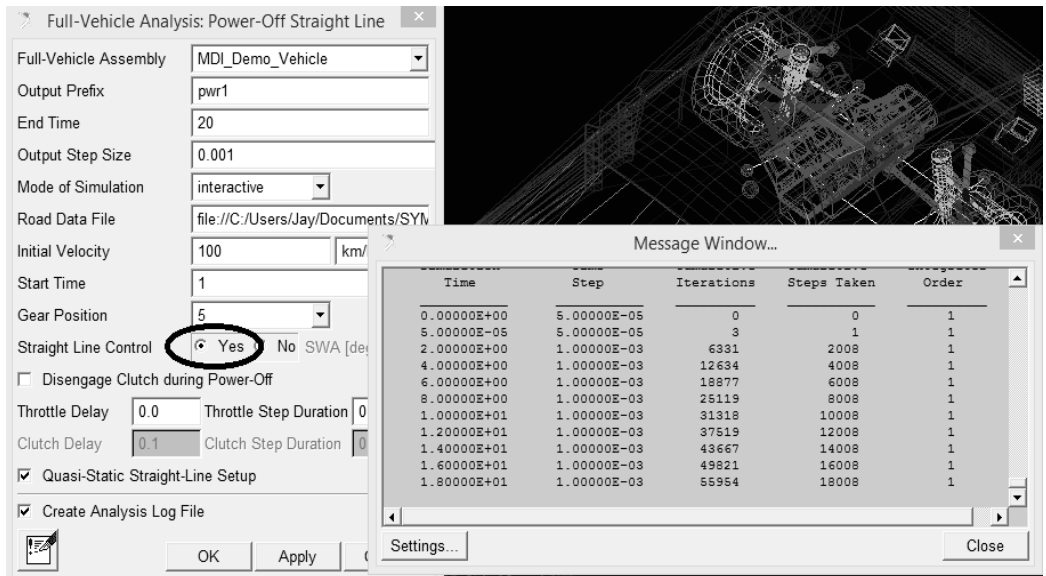 Full-Vehicle Analysis: Power-Off Straight Line
Full-Vehicle Assembly MDI_Demo_Vehicle
Output Prefix pwr1
End Time 20
Output Step Size 0.001
Mode of Simulation interactive
Road Data File file://C:/Users/Jay/Documents/SYM
Initial Velocity 100 km/
Start Time 1
Gear Position 5
Straight Line Control Yes No SWA [deg
Disengage Clutch during Power-Off
Throttle Delay 0.0 Throttle Step Duration 0
Clutch Delay 0.1 Clutch Step Duration 0
Quasi-Static Straight-Line Setup
Create Analysis Log File
OK Apply
Message Window...
Time Step Iterations Steps Taken Order
0.00000E+00 5.00000E-05 0 0 1
5.00000E-05 5.00000E-05 3 1 1
2.00000E+00 1.00000E-03 6331 2008 1
4.00000E+00 1.00000E-03 12634 4008 1
6.00000E+00 1.00000E-03 18877 6008 1
8.00000E+00 1.00000E-03 25119 8008 1
1.00000E+01 1.00000E-03 31318 10008 1
1.20000E+01 1.00000E-03 37519 12008 1
1.40000E+01 1.00000E-03 43667 14008 1
1.60000E+01 1.00000E-03 49821 16008 1
1.80000E+01 1.00000E-03 55954 18008 1
Settings... Close